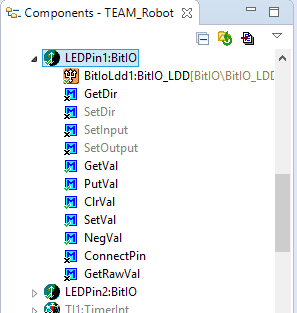 Components - TEAM_Robot
LEDPin1:BitIO
BitIoLdd1:BitIO_LDD[BitIO\BitIO_LDD
GetDir
SetDir
SetInput
SetOutput
GetVal
PutVal
ClrVal
SetVal
NegVal
ConnectPin
GetRawVal
LEDPin2:BitIO
TI1:TimerInt